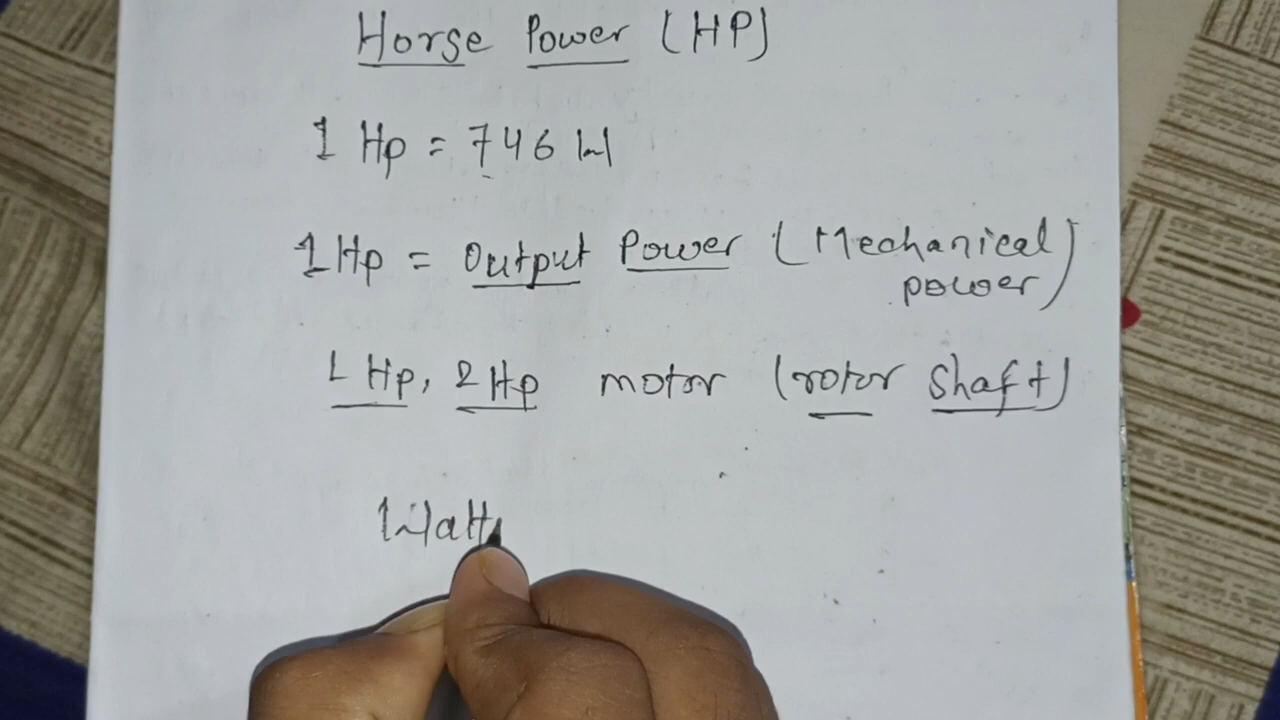 Horse Power (HP)
1 Hp = 746 W
1 Hp = Output Power (Mechanical
power)
1 Hp, 2 Hp motor (rotor shaft)
Watt